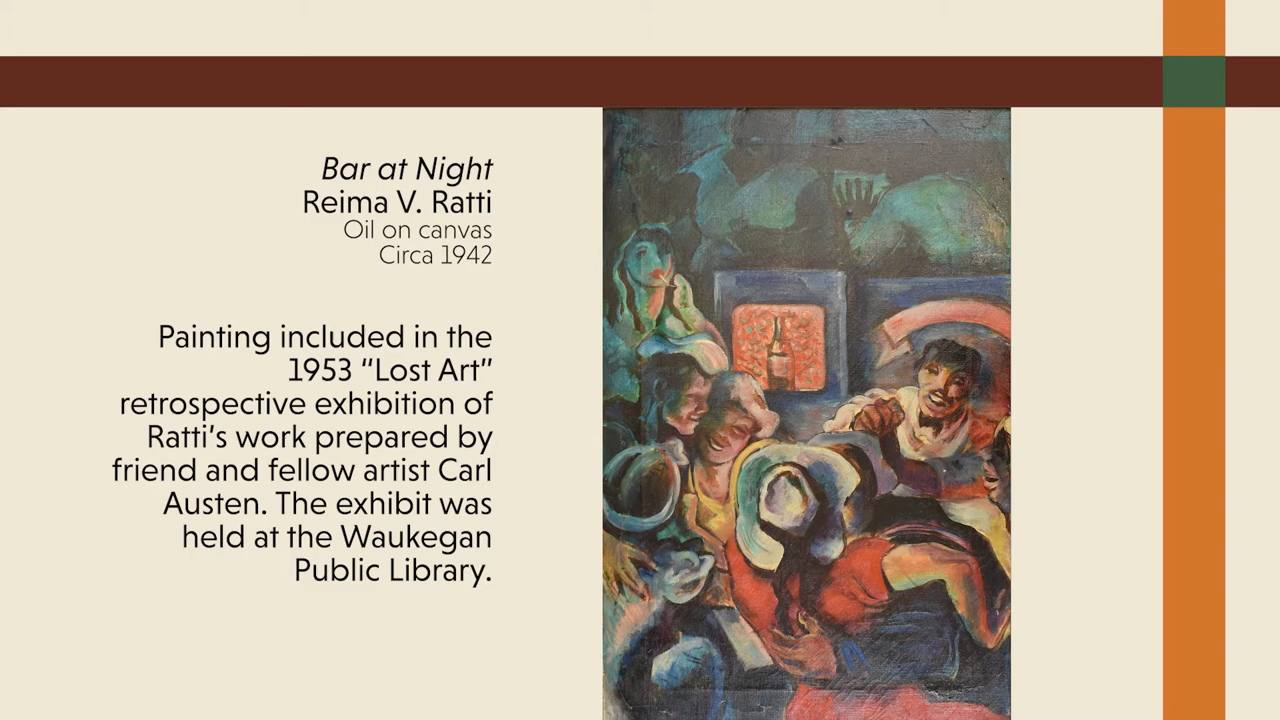 Bar at Night
Reima V. Ratti
Oil on canvas
Circa 1942
Painting included in the
1953 “Lost Art”
retrospective exhibition of
Ratti’s work prepared by
friend and fellow artist Carl
Austen. The exhibit was
held at the Waukegan
Public Library.